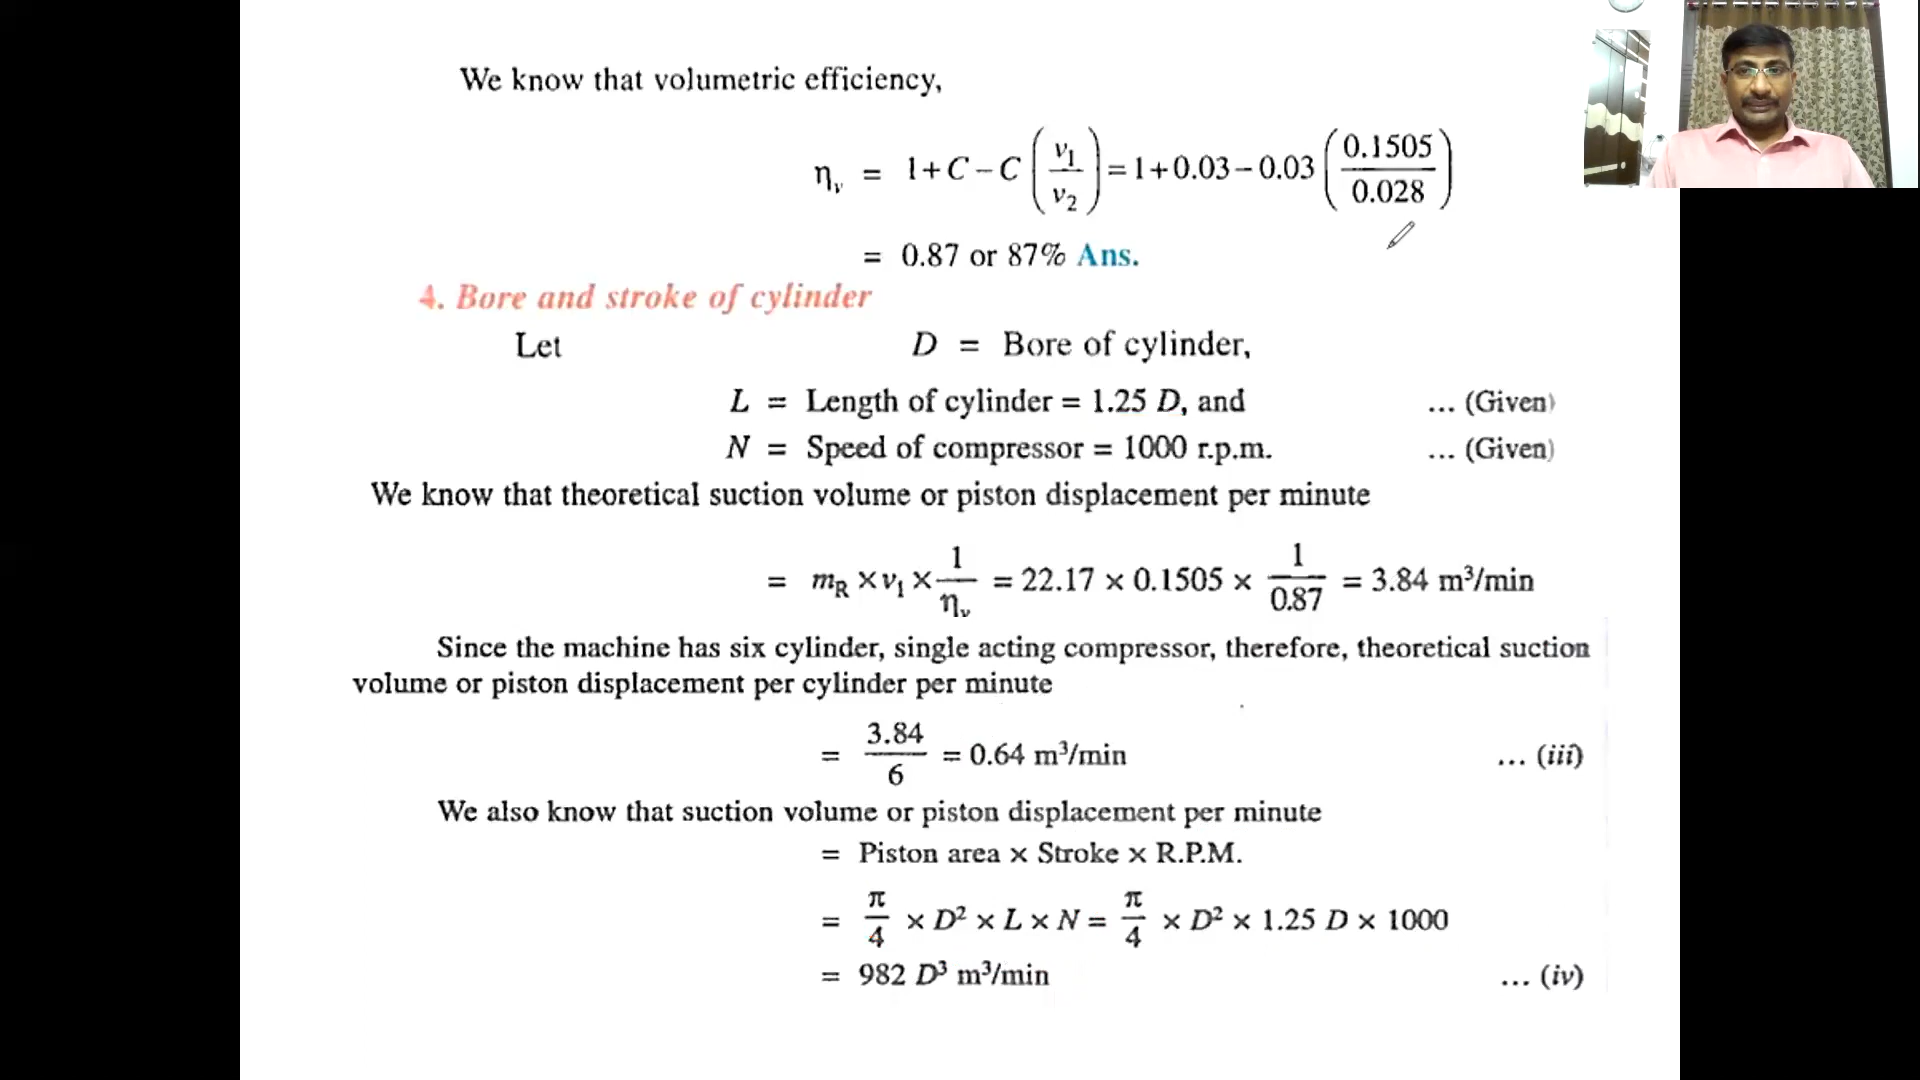 We know that volumetric efficiency,
η_v = 1 + C – C (v₁/v₂) = 1 + 0.03 – 0.03 (0.1505/0.028)
= 0.87 or 87% Ans.
4. Bore and stroke of cylinder
Let D = Bore of cylinder,
L = Length of cylinder = 1.25 D, and ... (Given)
N = Speed of compressor = 1000 r.p.m. ... (Given)
We know that theoretical suction volume or piston displacement per minute
= m_R × v₁ × 1/η_v = 22.17 × 0.1505 × 1/0.87 = 3.84 m³/min
Since the machine has six cylinder, single acting compressor, therefore, theoretical suction
volume or piston displacement per cylinder per minute
= 3.84/6 = 0.64 m³/min ... (iii)
We also know that suction volume or piston displacement per minute
= Piston area × Stroke × R.P.M.
= π/4 × D² × L × N = π/4 × D² × 1.25 D × 1000
= 982 D³ m³/min ... (iv)